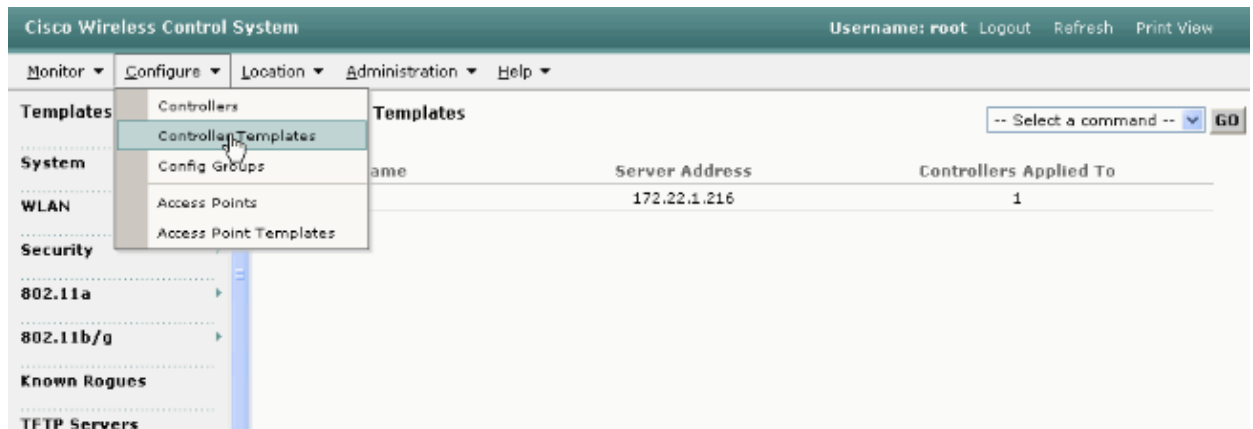 Cisco Wireless Control System
Username: root Logout Refresh Print View
Monitor Configure Location Administration Help
Controllers
Controller Templates
Config Groups
Access Points
Access Point Templates
Templates
System
WLAN
Security
802.11a
802.11b/g
Known Rogues
TFTP Servers
Templates
-- Select a command -- GO
ame Server Address Controllers Applied To
172.22.1.216 1